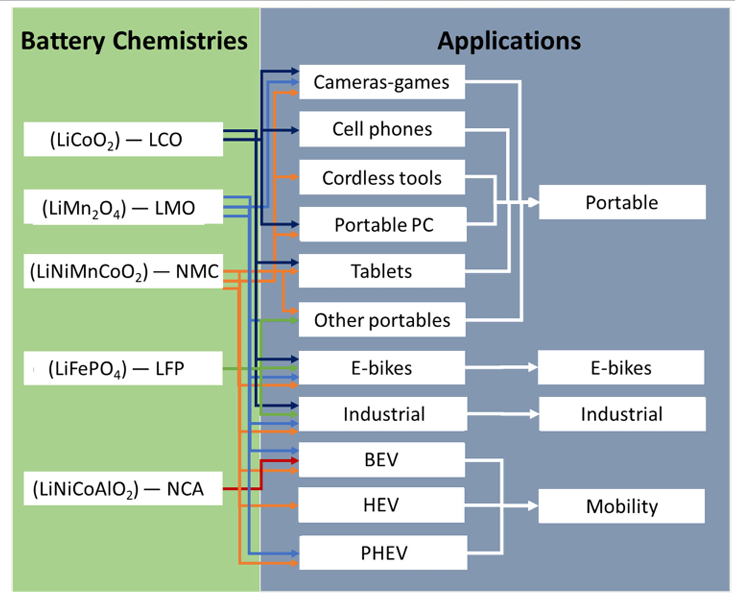 Battery Chemistries
Applications
(LiCoO₂) — LCO
(LiMn₂O₄) — LMO
(LiNiMnCoO₂) — NMC
(LiFePO₄) — LFP
(LiNiCoAlO₂) — NCA
Cameras-games
Cell phones
Cordless tools
Portable PC
Tablets
Other portables
E-bikes
Industrial
BEV
HEV
PHEV
Portable
E-bikes
Industrial
Mobility